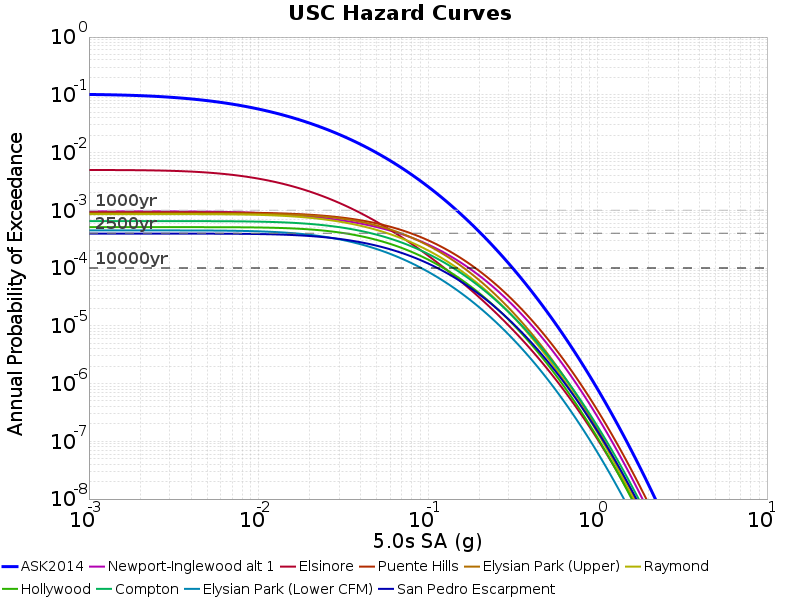 USC Hazard Curves
Annual Probability of Exceedance
10^0
10^-1
10^-2
10^-3
10^-4
10^-5
10^-6
10^-7
10^-8
1000yr
2500yr
10000yr
10^-3 10^-2 10^-1 10^0 10^1
5.0s SA (g)
ASK2014 Newport-Inglewood alt 1 Elsinore Puente Hills Elysian Park (Upper) Raymond
Hollywood Compton Elysian Park (Lower CFM) San Pedro Escarpment